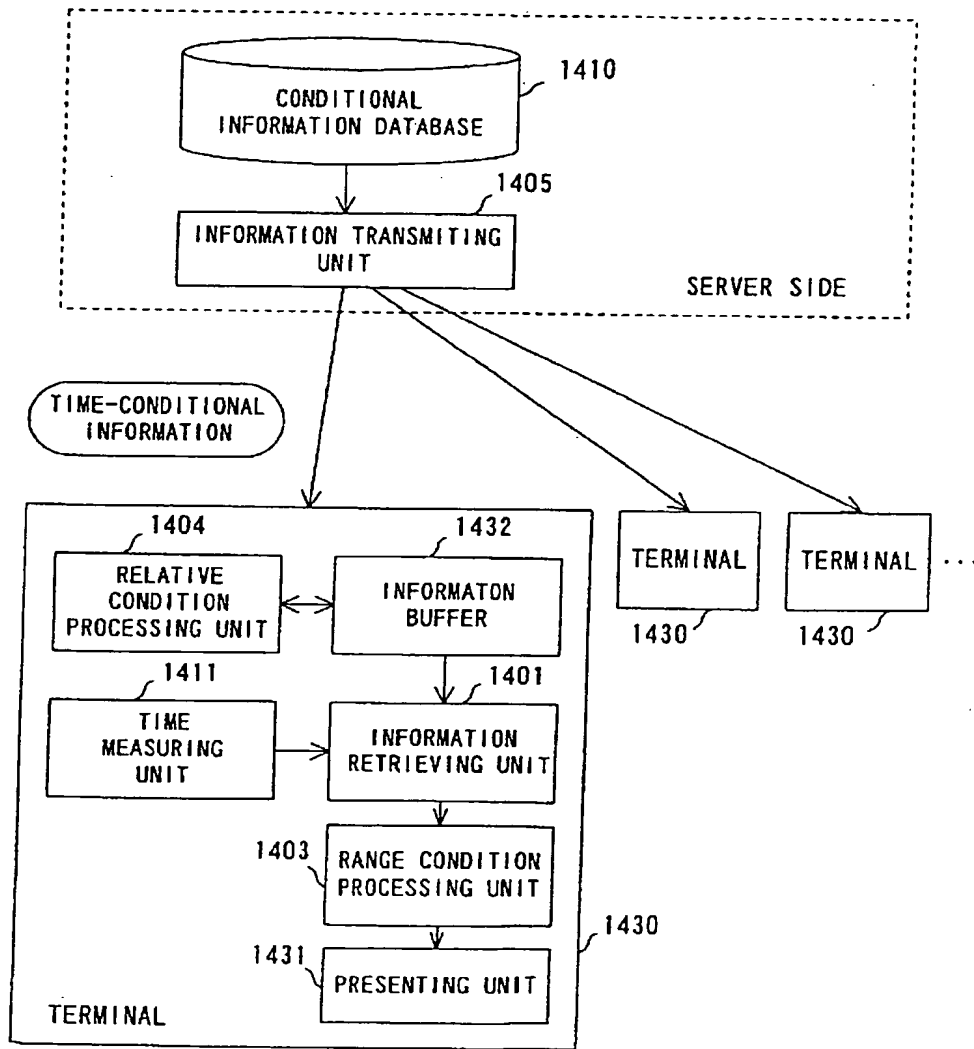 1410
CONDITIONAL
INFORMATION DATABASE
1405
INFORMATION TRANSMITING
UNIT
SERVER SIDE
TIME-CONDITIONAL
INFORMATION
1404
RELATIVE
CONDITION
PROCESSING UNIT
1432
INFORMATON
BUFFER
TERMINAL
1430
TERMINAL
1430
...
1411
TIME
MEASURING
UNIT
1401
INFORMATION
RETRIEVING UNIT
1403
RANGE CONDITION
PROCESSING UNIT
1430
1431
PRESENTING UNIT
TERMINAL